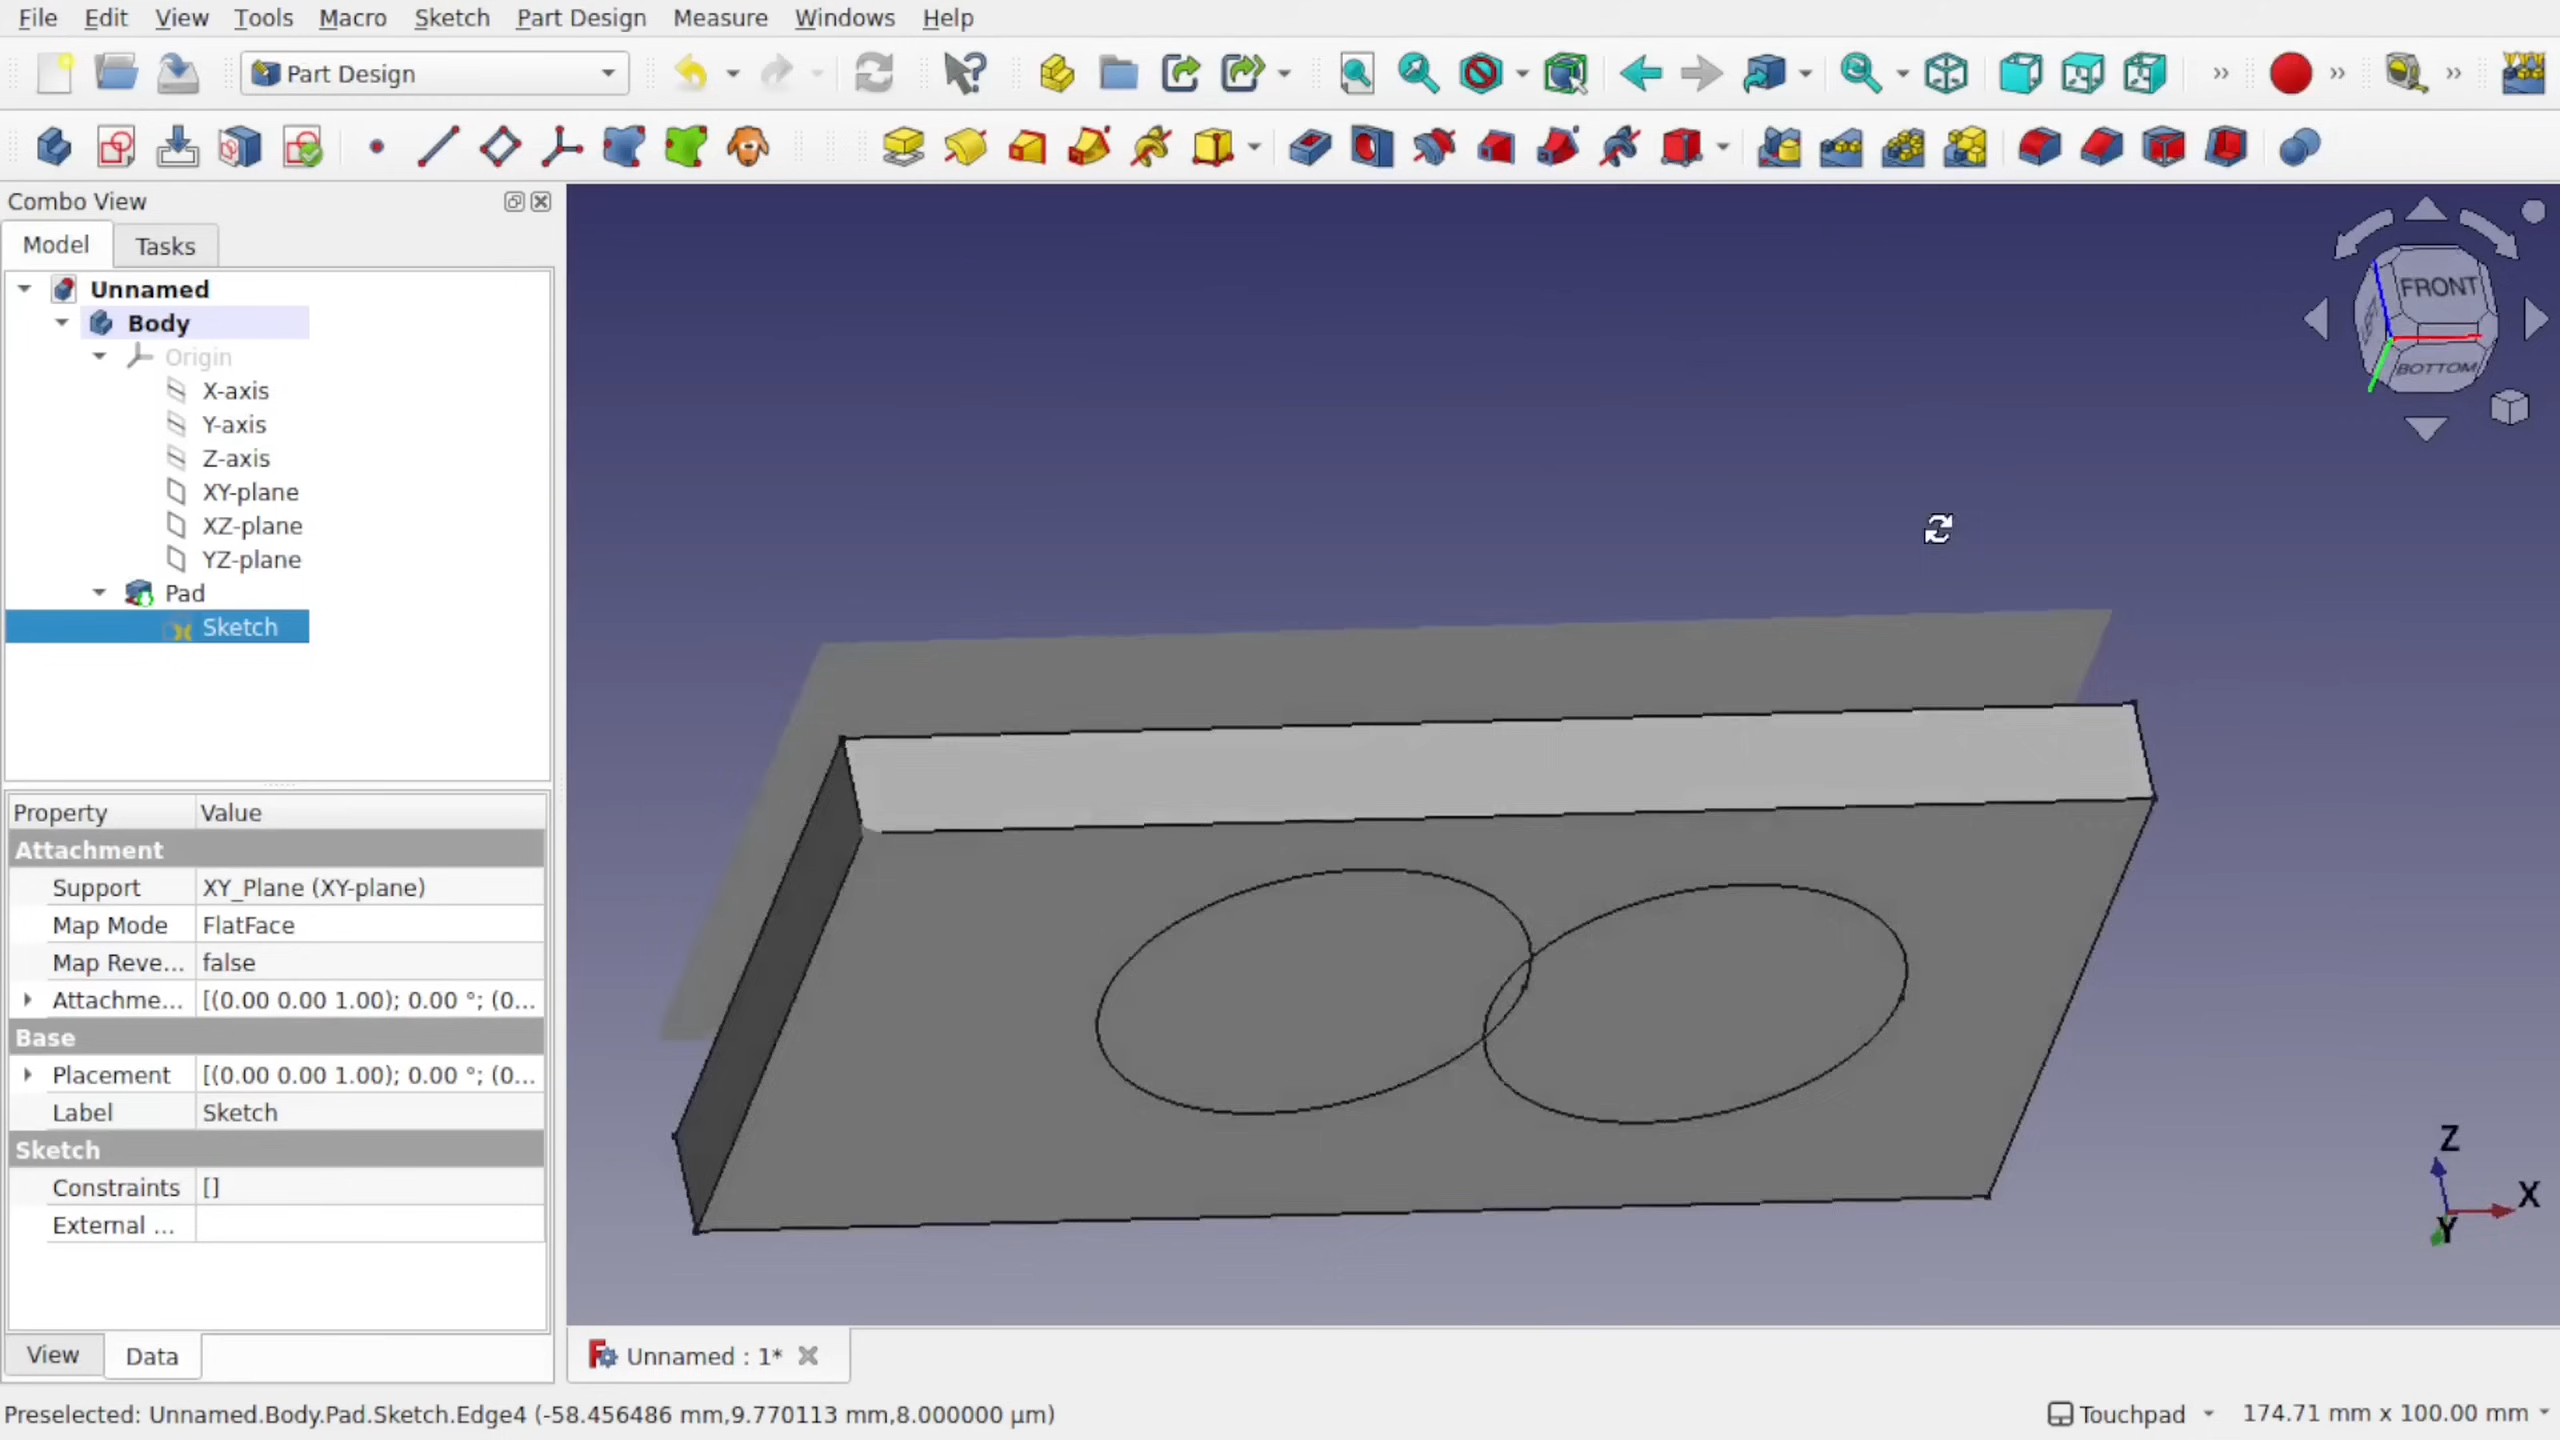 File Edit View Tools Macro Sketch Part Design Measure Windows Help
Part Design
Combo View
Model Tasks
Unnamed
Body
Origin
X-axis
Y-axis
Z-axis
XY-plane
XZ-plane
YZ-plane
Pad
Sketch
FRONT
BOTTOM
Property Value
Attachment
Support XY_Plane (XY-plane)
Map Mode FlatFace
Map Reve... false
Attachme... [(0.00 0.00 1.00); 0.00 °; (0...
Base
Placement [(0.00 0.00 1.00); 0.00 °; (0...
Label Sketch
Sketch
Constraints []
External ...
Z
X
Y
View Data
Unnamed : 1*
Preselected: Unnamed.Body.Pad.Sketch.Edge4 (-58.456486 mm,9.770113 mm,8.000000 µm)
Touchpad 174.71 mm x 100.00 mm